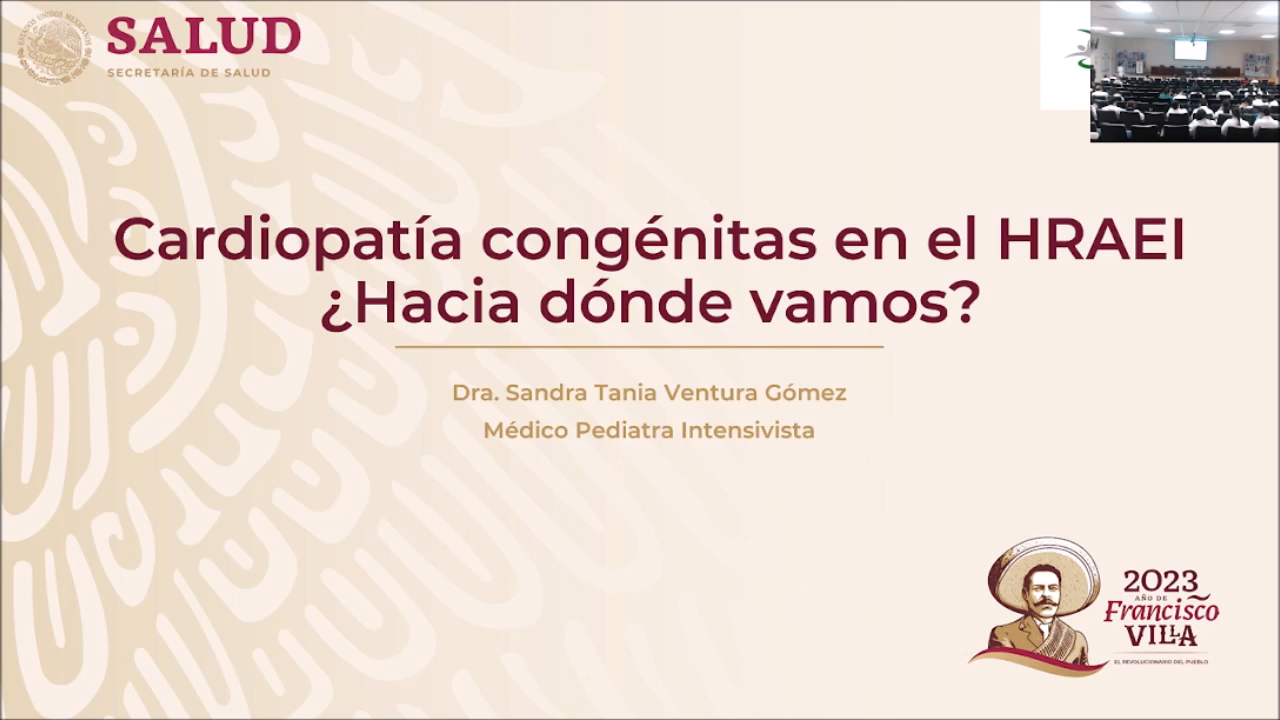 SALUD
SECRETARÍA DE SALUD
Cardiopatía congénitas en el HRAEI
¿Hacia dónde vamos?
Dra. Sandra Tania Ventura Gómez
Médico Pediatra Intensivista
2023
AÑO DE
Francisco
VILLA
EL REVOLUCIONARIO DEL PUEBLO